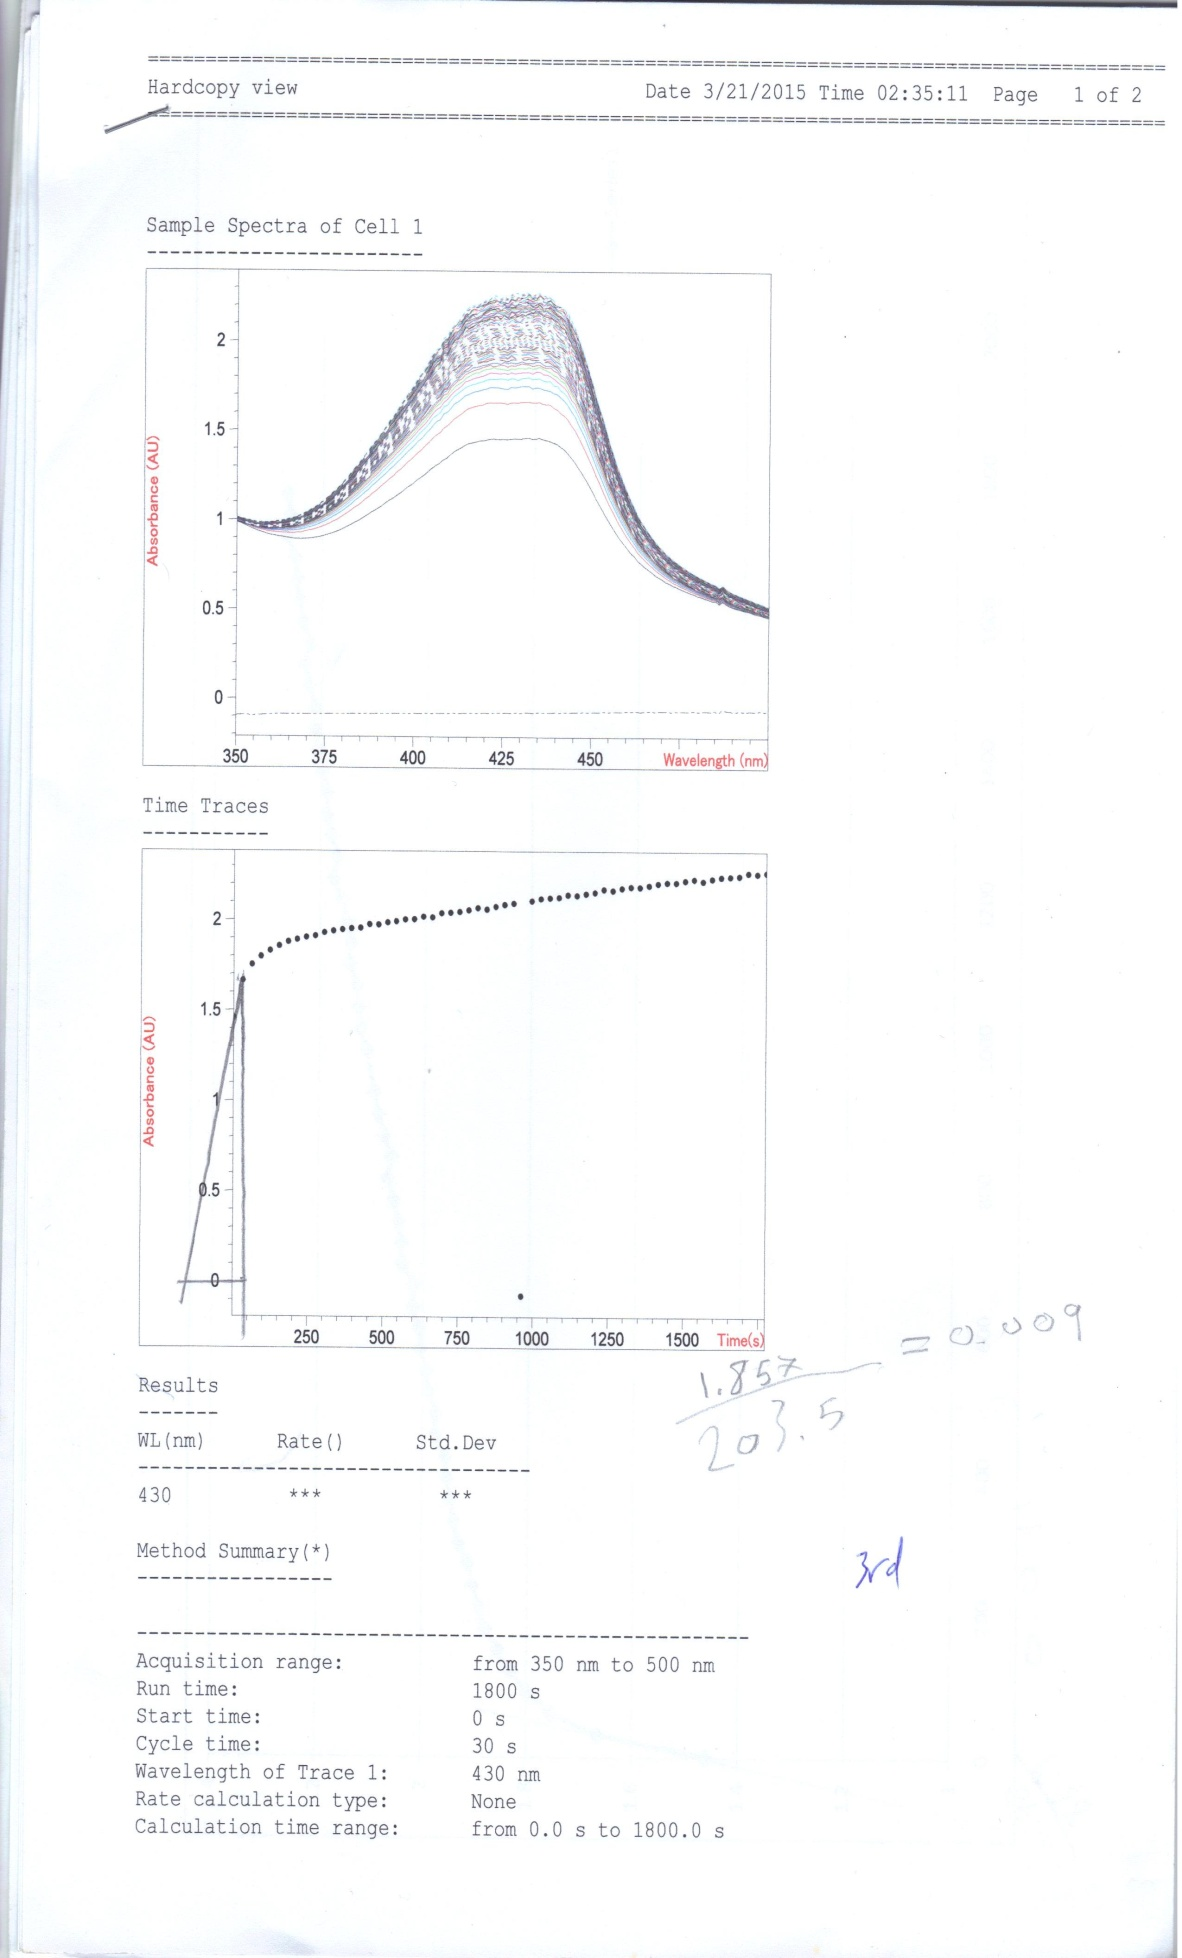 ================================================================================
Hardcopy view Date 3/21/2015 Time 02:35:11 Page 1 of 2
================================================================================
Sample Spectra of Cell 1
------------------------
2
1.5
1
0.5
0
Absorbance (AU)
350 375 400 425 450 Wavelength (nm)
Time Traces
-----------
2
1.5
1
0.5
0
Absorbance (AU)
250 500 750 1000 1250 1500 Time(s)
1.857
203.5
= 0.009
Results
-------
WL(nm) Rate() Std.Dev
----------------------------------
430 *** ***
Method Summary(*)
-----------------
3rd
-----------------------------------------------------
Acquisition range: from 350 nm to 500 nm
Run time: 1800 s
Start time: 0 s
Cycle time: 30 s
Wavelength of Trace 1: 430 nm
Rate calculation type: None
Calculation time range: from 0.0 s to 1800.0 s